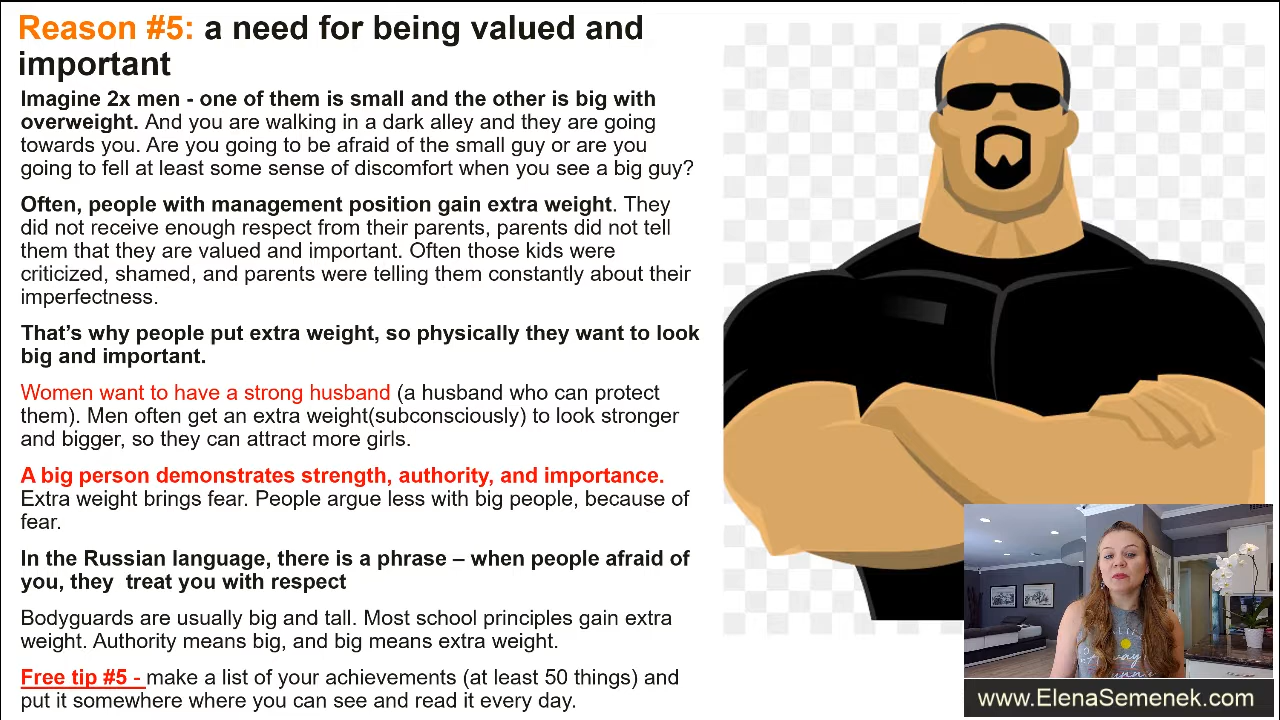 Reason #5: a need for being valued and
important
Imagine 2x men - one of them is small and the other is big with
overweight. And you are walking in a dark alley and they are going
towards you. Are you going to be afraid of the small guy or are you
going to fell at least some sense of discomfort when you see a big guy?
Often, people with management position gain extra weight. They
did not receive enough respect from their parents, parents did not tell
them that they are valued and important. Often those kids were
criticized, shamed, and parents were telling them constantly about their
imperfectness.
That's why people put extra weight, so physically they want to look
big and important.
Women want to have a strong husband (a husband who can protect
them). Men often get an extra weight(subconsciously) to look stronger
and bigger, so they can attract more girls.
A big person demonstrates strength, authority, and importance.
Extra weight brings fear. People argue less with big people, because of
fear.
In the Russian language, there is a phrase – when people afraid of
you, they treat you with respect
Bodyguards are usually big and tall. Most school principles gain extra
weight. Authority means big, and big means extra weight.
Free tip #5 - make a list of your achievements (at least 50 things) and
put it somewhere where you can see and read it every day.
www.ElenaSemenek.com